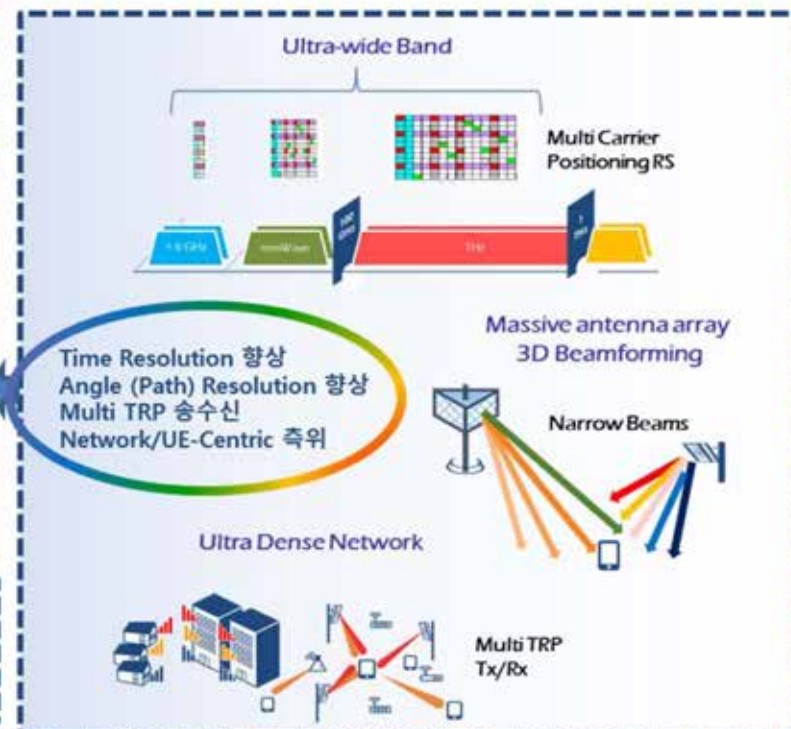 Ultra-wide Band
Multi Carrier
Positioning RS
mmWave
THz
Time Resolution 향상
Angle (Path) Resolution 향상
Multi TRP 송수신
Network/UE-Centric 측위
Massive antenna array
3D Beamforming
Narrow Beams
Ultra Dense Network
Multi TRP
Tx/Rx